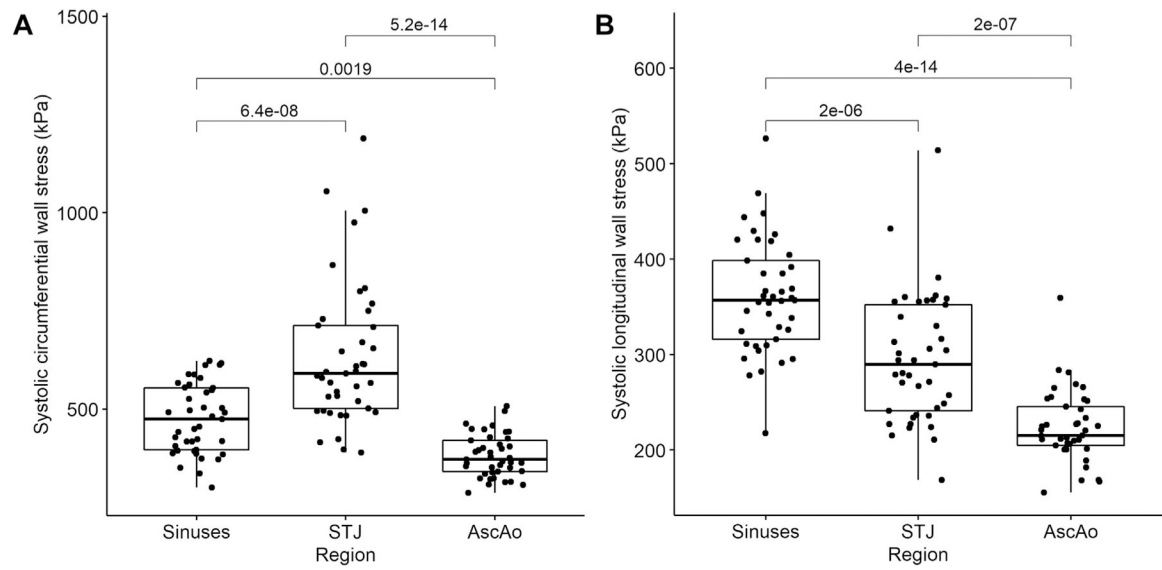 A
Systolic circumferential wall stress (kPa)
1500
1000
500
5.2e-14
0.0019
6.4e-08
Sinuses
STJ
AscAo
Region
B
Systolic longitudinal wall stress (kPa)
600
500
400
300
200
2e-07
4e-14
2e-06
Sinuses
STJ
AscAo
Region